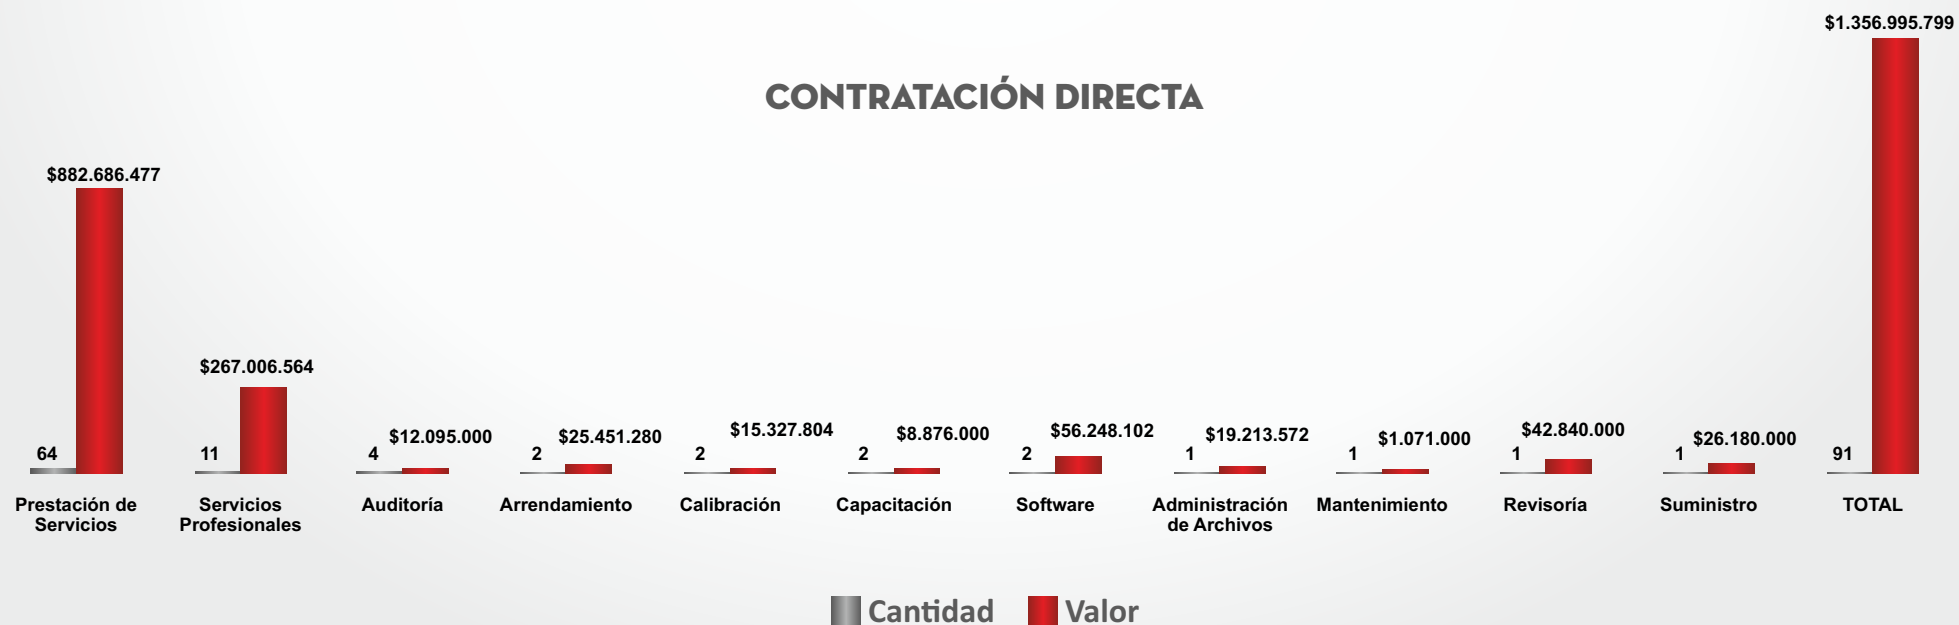 CONTRATACIÓN DIRECTA
$882.686.477
64
Prestación de
Servicios
$267.006.564
11
Servicios
Profesionales
$12.095.000
4
Auditoría
$25.451.280
2
Arrendamiento
$15.327.804
2
Calibración
$8.876.000
2
Capacitación
$56.248.102
2
Software
$19.213.572
1
Administración
de Archivos
$1.071.000
1
Mantenimiento
$42.840.000
1
Revisoría
$26.180.000
1
Suministro
$1.356.995.799
91
TOTAL
Cantidad
Valor